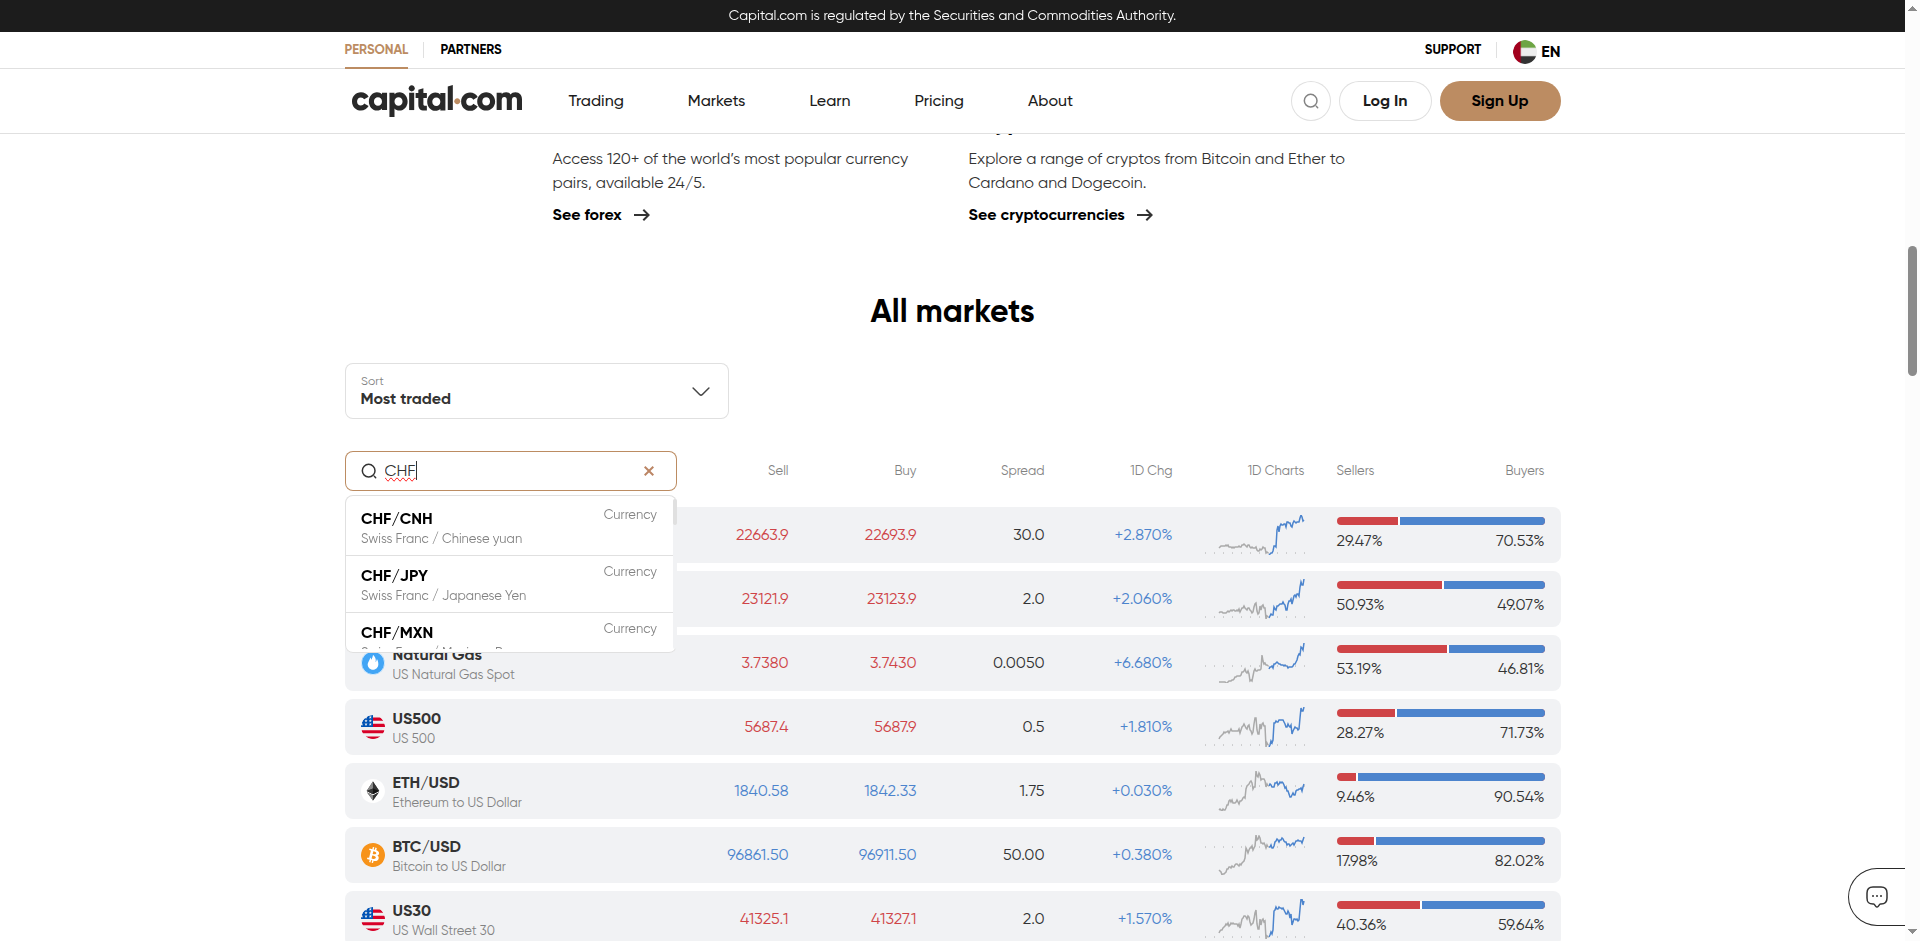 Capital.com is regulated by the Securities and Commodities Authority.
PERSONAL PARTNERS SUPPORT EN
capital.com Trading Markets Learn Pricing About Log In Sign Up
Access 120+ of the world's most popular currency
pairs, available 24/5.
See forex
Explore a range of cryptos from Bitcoin and Ether to
Cardano and Dogecoin.
See cryptocurrencies
All markets
Sort
Most traded
CHF Sell Buy Spread 1D Chg 1D Charts Sellers Buyers
CHF/CNH Currency
Swiss Franc / Chinese yuan
CHF/JPY Currency
Swiss Franc / Japanese Yen
CHF/MXN Currency
22663.9 22693.9 30.0 +2.870% 29.47% 70.53%
23121.9 23123.9 2.0 +2.060% 50.93% 49.07%
Natural Gas
US Natural Gas Spot
3.7380 3.7430 0.0050 +6.680% 53.19% 46.81%
US500
US 500
5687.4 5687.9 0.5 +1.810% 28.27% 71.73%
ETH/USD
Ethereum to US Dollar
1840.58 1842.33 1.75 +0.030% 9.46% 90.54%
BTC/USD
Bitcoin to US Dollar
96861.50 96911.50 50.00 +0.380% 17.98% 82.02%
US30
US Wall Street 30
41325.1 41327.1 2.0 +1.570% 40.36% 59.64%